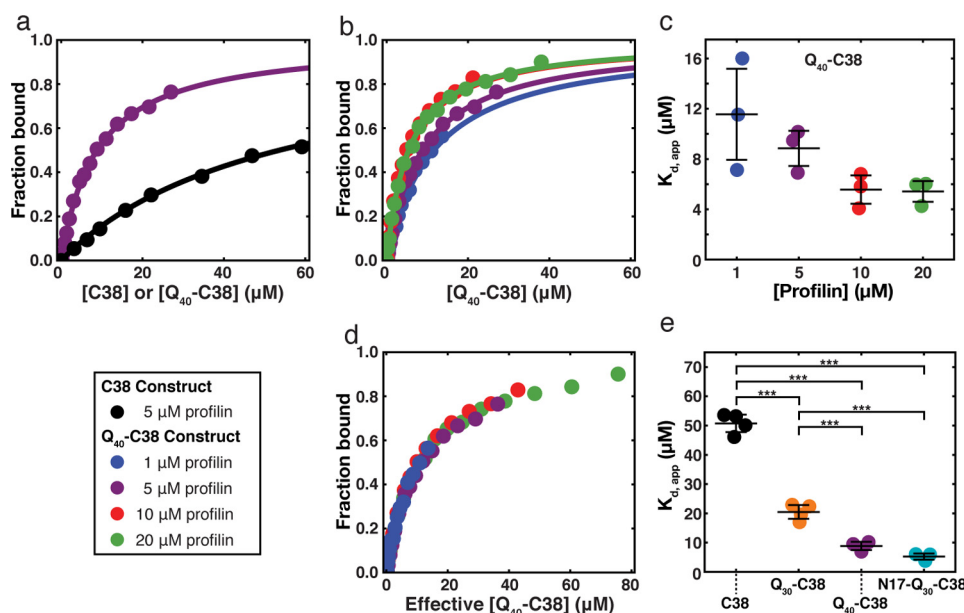 a
1.0
0.8
0.6
0.4
0.2
0.0
Fraction bound
0 20 40 60
[C38] or [Q40-C38] (μM)
b
1.0
0.8
0.6
0.4
0.2
0.0
Fraction bound
0 20 40 60
[Q40-C38] (μM)
c
Q40-C38
16
12
8
4
0
Kd, app (μM)
1 5 10 20
[Profilin] (μM)
C38 Construct
5 μM profilin
Q40-C38 Construct
1 μM profilin
5 μM profilin
10 μM profilin
20 μM profilin
d
1.0
0.8
0.6
0.4
0.2
0.0
Fraction bound
0 20 40 60 80
Effective [Q40-C38] (μM)
e
***
***
***
***
***
70
60
50
40
30
20
10
0
Kd, app (μM)
Q30-C38
N17-Q30-C38
C38
Q40-C38